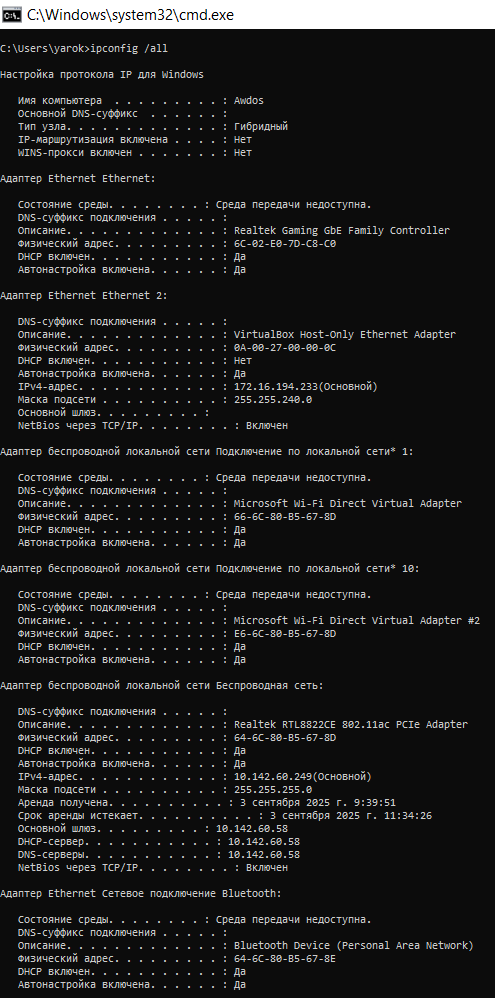 C:\Windows\system32\cmd.exe
C:\Users\yarok>ipconfig /all
Настройка протокола IP для Windows
Имя компьютера . . . . . . . . . : Awdos
Основной DNS-суффикс . . . . . . :
Тип узла. . . . . . . . . . . . . : Гибридный
IP-маршрутизация включена . . . . : Нет
WINS-прокси включен . . . . . . . : Нет
Адаптер Ethernet Ethernet:
Состояние среды. . . . . . . . : Среда передачи недоступна.
DNS-суффикс подключения . . . . . :
Описание. . . . . . . . . . . . . : Realtek Gaming GbE Family Controller
Физический адрес. . . . . . . . . : 6C-02-E0-7D-C8-C0
DHCP включен. . . . . . . . . . . : Да
Автонастройка включена. . . . . . : Да
Адаптер Ethernet Ethernet 2:
DNS-суффикс подключения . . . . . :
Описание. . . . . . . . . . . . . : VirtualBox Host-Only Ethernet Adapter
Физический адрес. . . . . . . . . : 0A-00-27-00-00-0C
DHCP включен. . . . . . . . . . . : Нет
Автонастройка включена. . . . . . : Да
IPv4-адрес. . . . . . . . . . . . : 172.16.194.233(Основной)
Маска подсети . . . . . . . . . . : 255.255.240.0
Основной шлюз. . . . . . . . . :
NetBios через TCP/IP. . . . . . . . : Включен
Адаптер беспроводной локальной сети Подключение по локальной сети* 1:
Состояние среды. . . . . . . . : Среда передачи недоступна.
DNS-суффикс подключения . . . . . :
Описание. . . . . . . . . . . . . : Microsoft Wi-Fi Direct Virtual Adapter
Физический адрес. . . . . . . . . : 66-6C-80-B5-67-8D
DHCP включен. . . . . . . . . . . : Да
Автонастройка включена. . . . . . : Да
Адаптер беспроводной локальной сети Подключение по локальной сети* 10:
Состояние среды. . . . . . . . : Среда передачи недоступна.
DNS-суффикс подключения . . . . . :
Описание. . . . . . . . . . . . . : Microsoft Wi-Fi Direct Virtual Adapter #2
Физический адрес. . . . . . . . . : E6-6C-80-B5-67-8D
DHCP включен. . . . . . . . . . . : Да
Автонастройка включена. . . . . . : Да
Адаптер беспроводной локальной сети Беспроводная сеть:
DNS-суффикс подключения . . . . . :
Описание. . . . . . . . . . . . . : Realtek RTL8822CE 802.11ac PCIe Adapter
Физический адрес. . . . . . . . . : 64-6C-80-B5-67-8D
DHCP включен. . . . . . . . . . . : Да
Автонастройка включена. . . . . . : Да
IPv4-адрес. . . . . . . . . . . . : 10.142.60.249(Основной)
Маска подсети . . . . . . . . . . : 255.255.255.0
Аренда получена. . . . . . . . . . : 3 сентября 2025 г. 9:39:51
Срок аренды истекает. . . . . . . . . . : 3 сентября 2025 г. 11:34:26
Основной шлюз. . . . . . . . . : 10.142.60.58
DHCP-сервер. . . . . . . . . . . : 10.142.60.58
DNS-серверы. . . . . . . . . . . : 10.142.60.58
NetBios через TCP/IP. . . . . . . . : Включен
Адаптер Ethernet Сетевое подключение Bluetooth:
Состояние среды. . . . . . . . : Среда передачи недоступна.
DNS-суффикс подключения . . . . . :
Описание. . . . . . . . . . . . . : Bluetooth Device (Personal Area Network)
Физический адрес. . . . . . . . . : 64-6C-80-B5-67-8E
DHCP включен. . . . . . . . . . . : Да
Автонастройка включена. . . . . . : Да